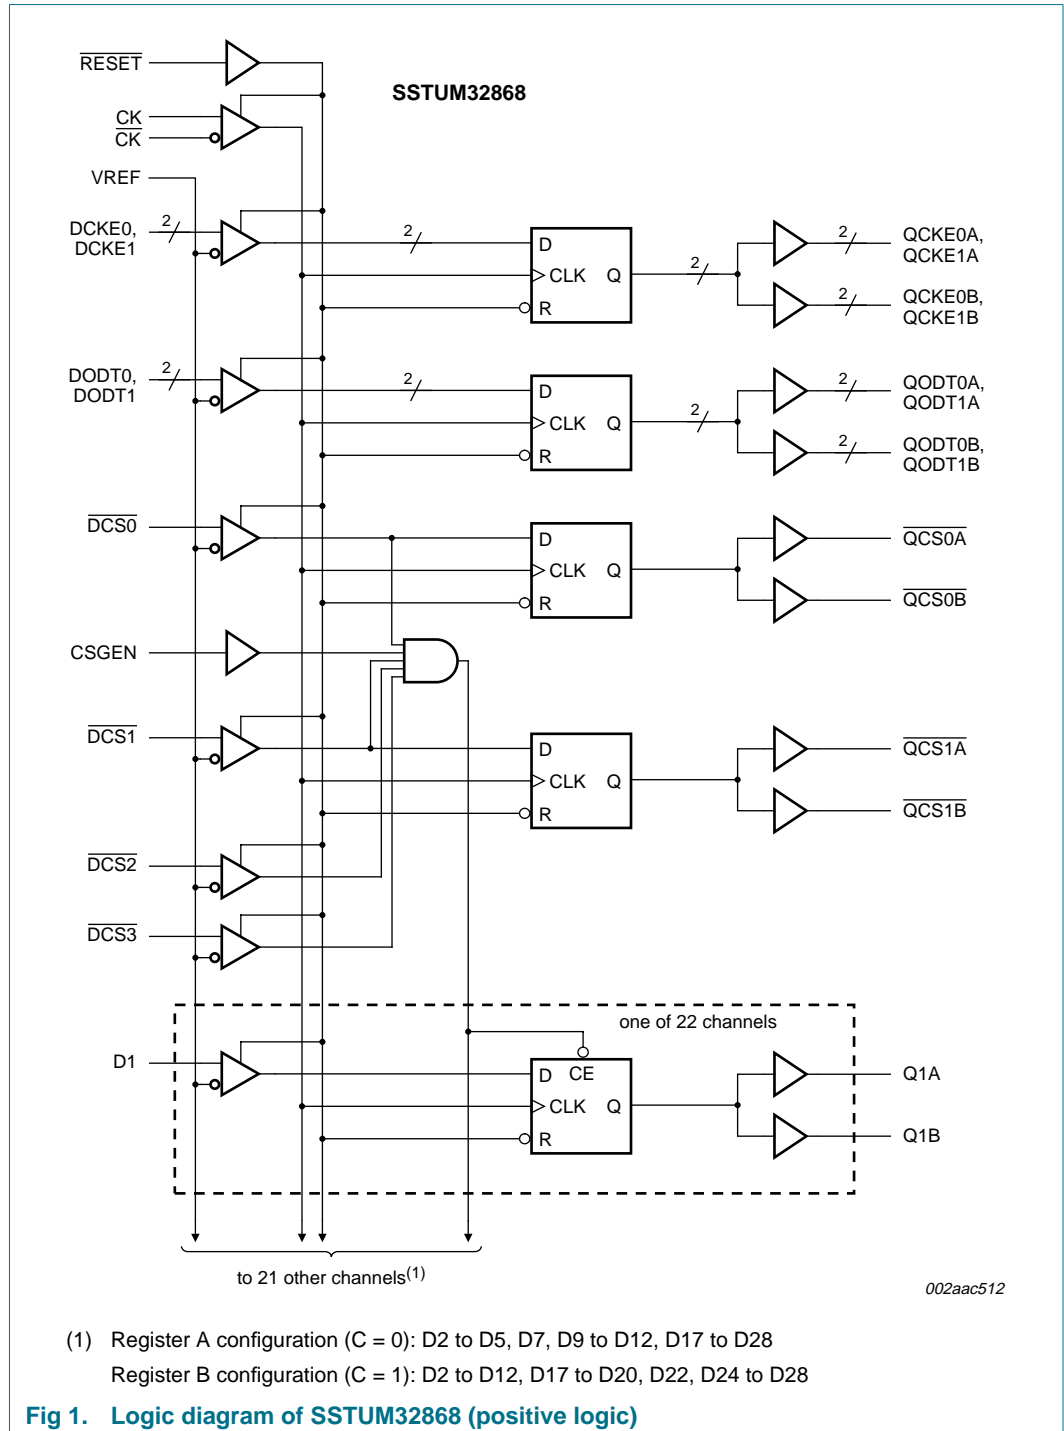 RESET
SSTUM32868
CK
CK
VREF
DCKE0,
DCKE1
2
2
D
CLK
Q
R
2
2
QCKE0A,
QCKE1A
2
QCKE0B,
QCKE1B
DODT0,
DODT1
2
2
D
CLK
Q
R
2
2
QODT0A,
QODT1A
2
QODT0B,
QODT1B
DCS0
D
CLK
Q
R
QCS0A
QCS0B
CSGEN
DCS1
D
CLK
Q
R
QCS1A
QCS1B
DCS2
DCS3
one of 22 channels
D1
D
CE
CLK
Q
R
Q1A
Q1B
to 21 other channels(1)
002aac512
(1) Register A configuration (C = 0): D2 to D5, D7, D9 to D12, D17 to D28
Register B configuration (C = 1): D2 to D12, D17 to D20, D22, D24 to D28
Fig 1. Logic diagram of SSTUM32868 (positive logic)